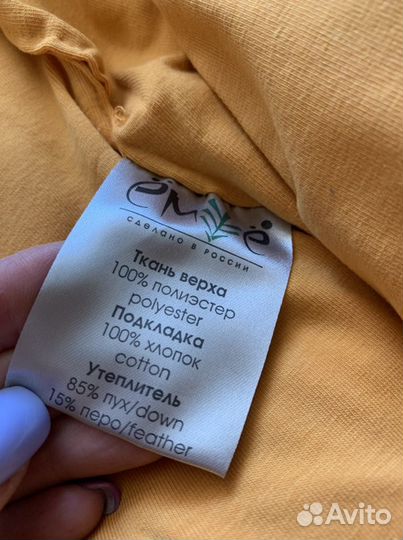 ёмаё
сделано в России
Ткань верха
100% полиэстер
polyester
Подкладка
100% хлопок
cotton
Утеплитель
85% пух/down
15% перо/feather
Avito